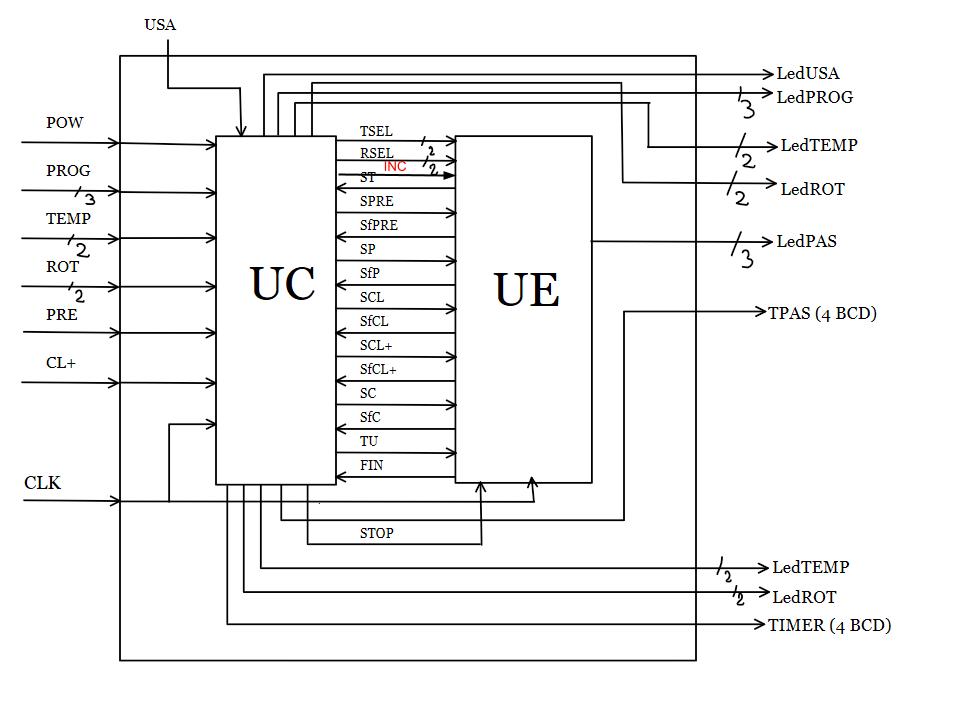 USA
LedUSA
3
LedPROG
POW
TSEL
2
LedTEMP
2
RSEL
2
INC
ST
PROG
3
LedROT
2
SPRE
TEMP
2
SfPRE
LedPAS
3
SP
ROT
2
SfP
UC
UE
SCL
PRE
TPAS (4 BCD)
SfCL
SCL+
CL+
SfCL+
SC
SfC
TU
FIN
CLK
STOP
2
LedTEMP
2
LedROT
TIMER (4 BCD)